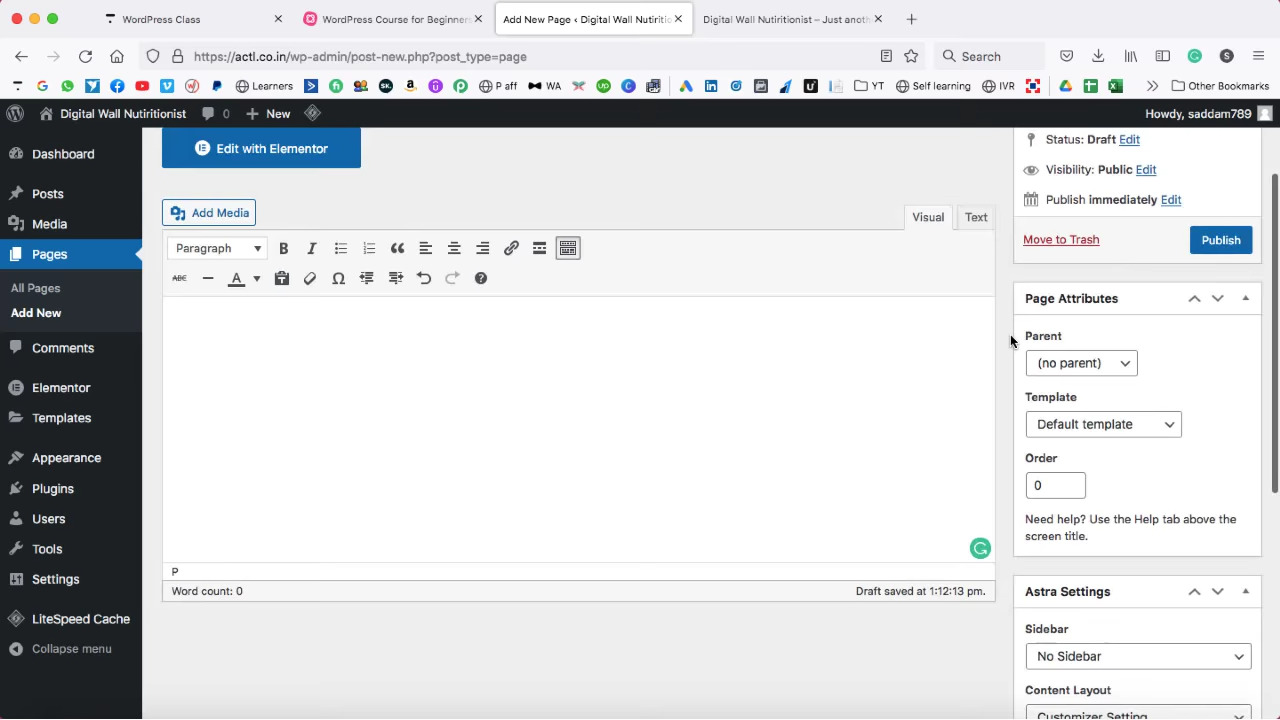 WordPress Class
WordPress Course for Beginners
Add New Page ‹ Digital Wall Nutiritio
Digital Wall Nutiritionist – Just anoth
https://actl.co.in/wp-admin/post-new.php?post_type=page
Search
Learners
P aff
WA
YT
Self learning
IVR
Other Bookmarks
Digital Wall Nutiritionist
0
New
Howdy, saddam789
Dashboard
Posts
Media
Pages
All Pages
Add New
Comments
Elementor
Templates
Appearance
Plugins
Users
Tools
Settings
LiteSpeed Cache
Collapse menu
Edit with Elementor
Add Media
Visual
Text
Paragraph
P
Word count: 0
Draft saved at 1:12:13 pm.
Status: Draft Edit
Visibility: Public Edit
Publish immediately Edit
Move to Trash
Publish
Page Attributes
Parent
(no parent)
Template
Default template
Order
0
Need help? Use the Help tab above the
screen title.
Astra Settings
Sidebar
No Sidebar
Content Layout
Customizer Setting